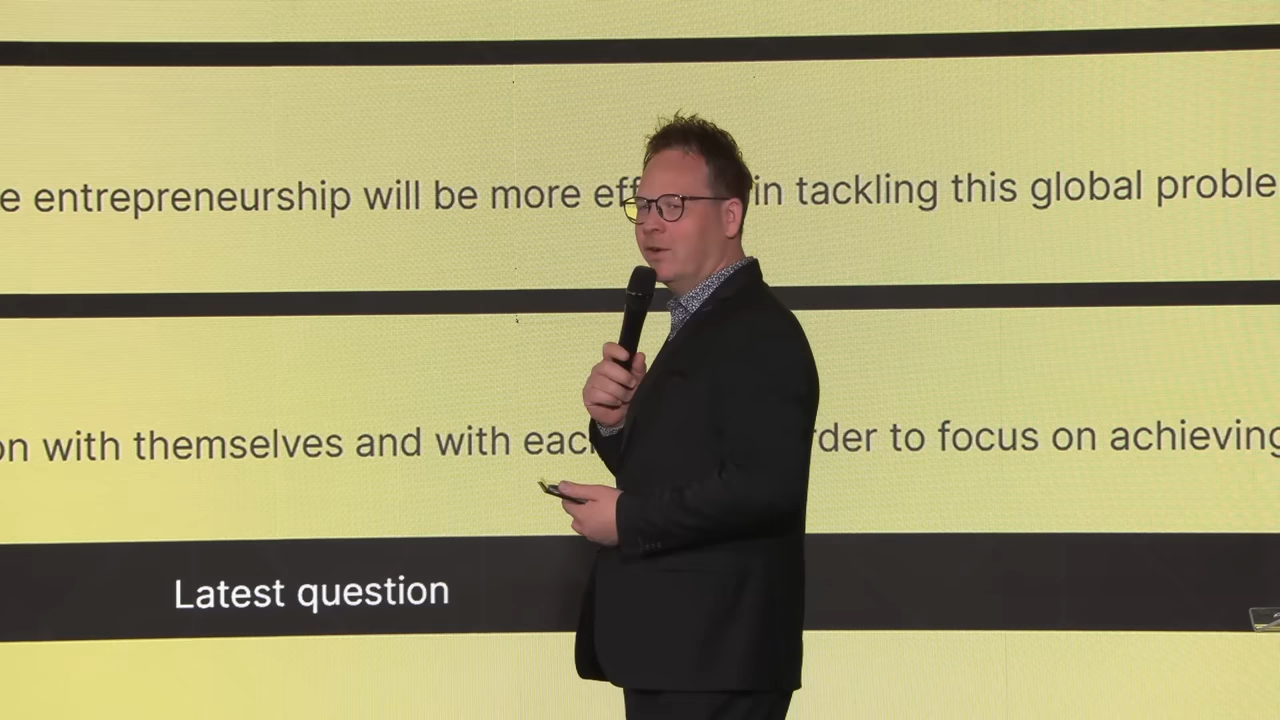 e entrepreneurship will be more eff in tackling this global proble
on with themselves and with eac rder to focus on achieving
Latest question